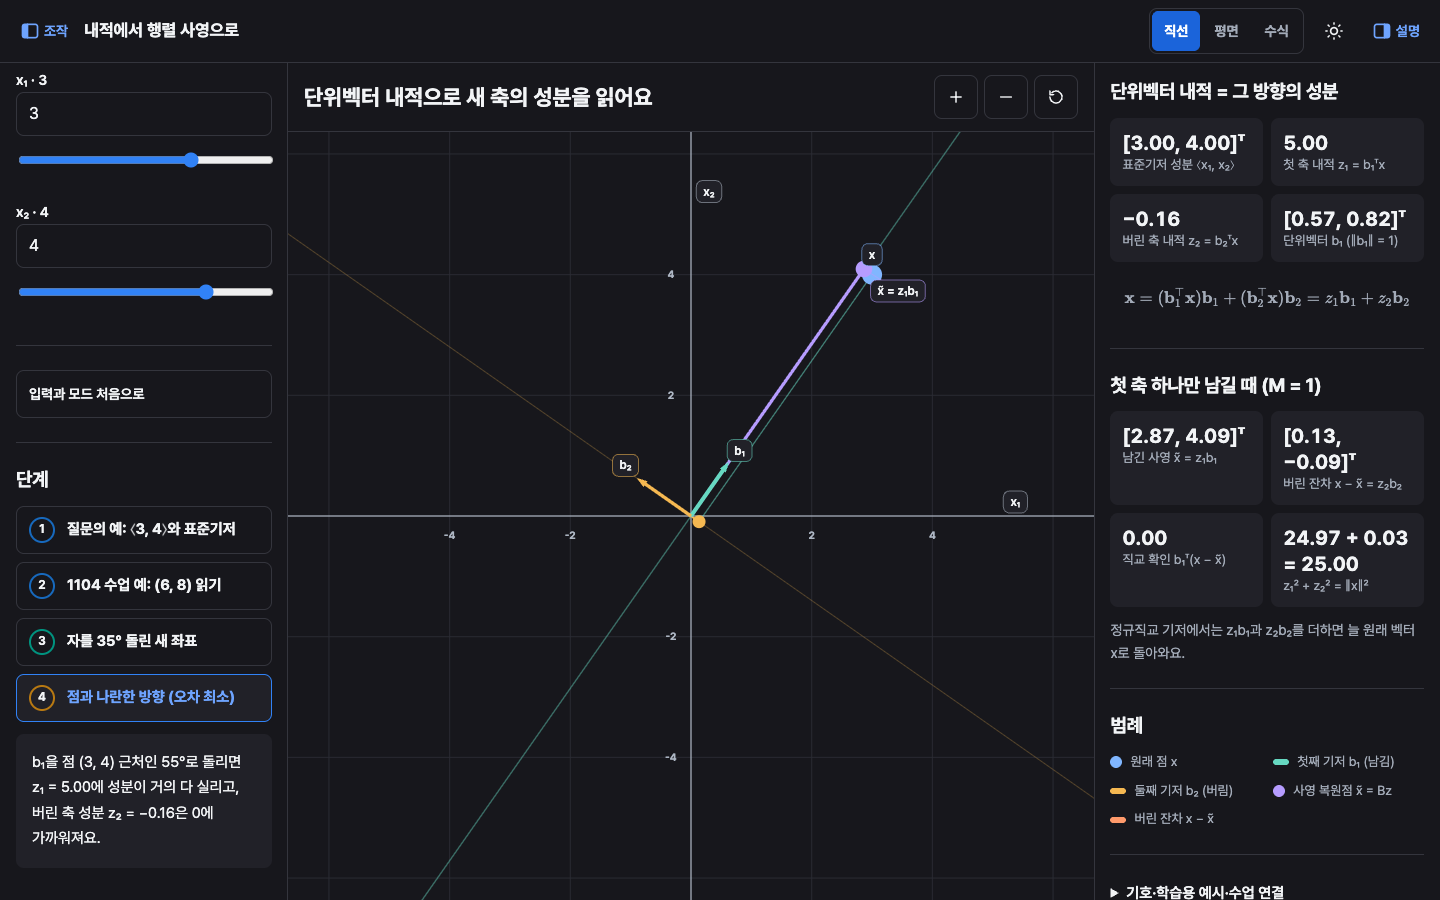 조작
내적에서 행렬 사영으로
직선
평면
수식
설명
x₁ · 3
3
x₂ · 4
4
입력과 모드 처음으로
단계
1 질문의 예: ⟨3, 4⟩와 표준기저
2 1104 수업 예: (6, 8) 읽기
3 자를 35° 돌린 새 좌표
4 점과 나란한 방향 (오차 최소)
b₁을 점 (3, 4) 근처인 55°로 돌리면
z₁ = 5.00에 성분이 거의 다 실리고,
버린 축 성분 z₂ = −0.16은 0에
가까워져요.
단위벡터 내적으로 새 축의 성분을 읽어요
x₂
x
4
x̃ = z₁b₁
2
b₁
b₂
x₁
-4
-2
2
4
-2
-4
단위벡터 내적 = 그 방향의 성분
[3.00, 4.00]ᵀ
표준기저 성분 ⟨x₁, x₂⟩
5.00
첫 축 내적 z₁ = b₁ᵀx
−0.16
버린 축 내적 z₂ = b₂ᵀx
[0.57, 0.82]ᵀ
단위벡터 b₁ (‖b₁‖ = 1)
x = (b₁⊤x)b₁ + (b₂⊤x)b₂ = z₁b₁ + z₂b₂
첫 축 하나만 남길 때 (M = 1)
[2.87, 4.09]ᵀ
남긴 사영 x̃ = z₁b₁
[0.13,
−0.09]ᵀ
버린 잔차 x − x̃ = z₂b₂
0.00
직교 확인 b₁ᵀ(x − x̃)
24.97 + 0.03
= 25.00
z₁² + z₂² = ‖x‖²
정규직교 기저에서는 z₁b₁과 z₂b₂를 더하면 늘 원래 벡터
x로 돌아와요.
범례
원래 점 x
첫째 기저 b₁ (남김)
둘째 기저 b₂ (버림)
사영 복원점 x̃ = Bz
버린 잔차 x − x̃
▶ 기호·학습용 예시·수업 연결